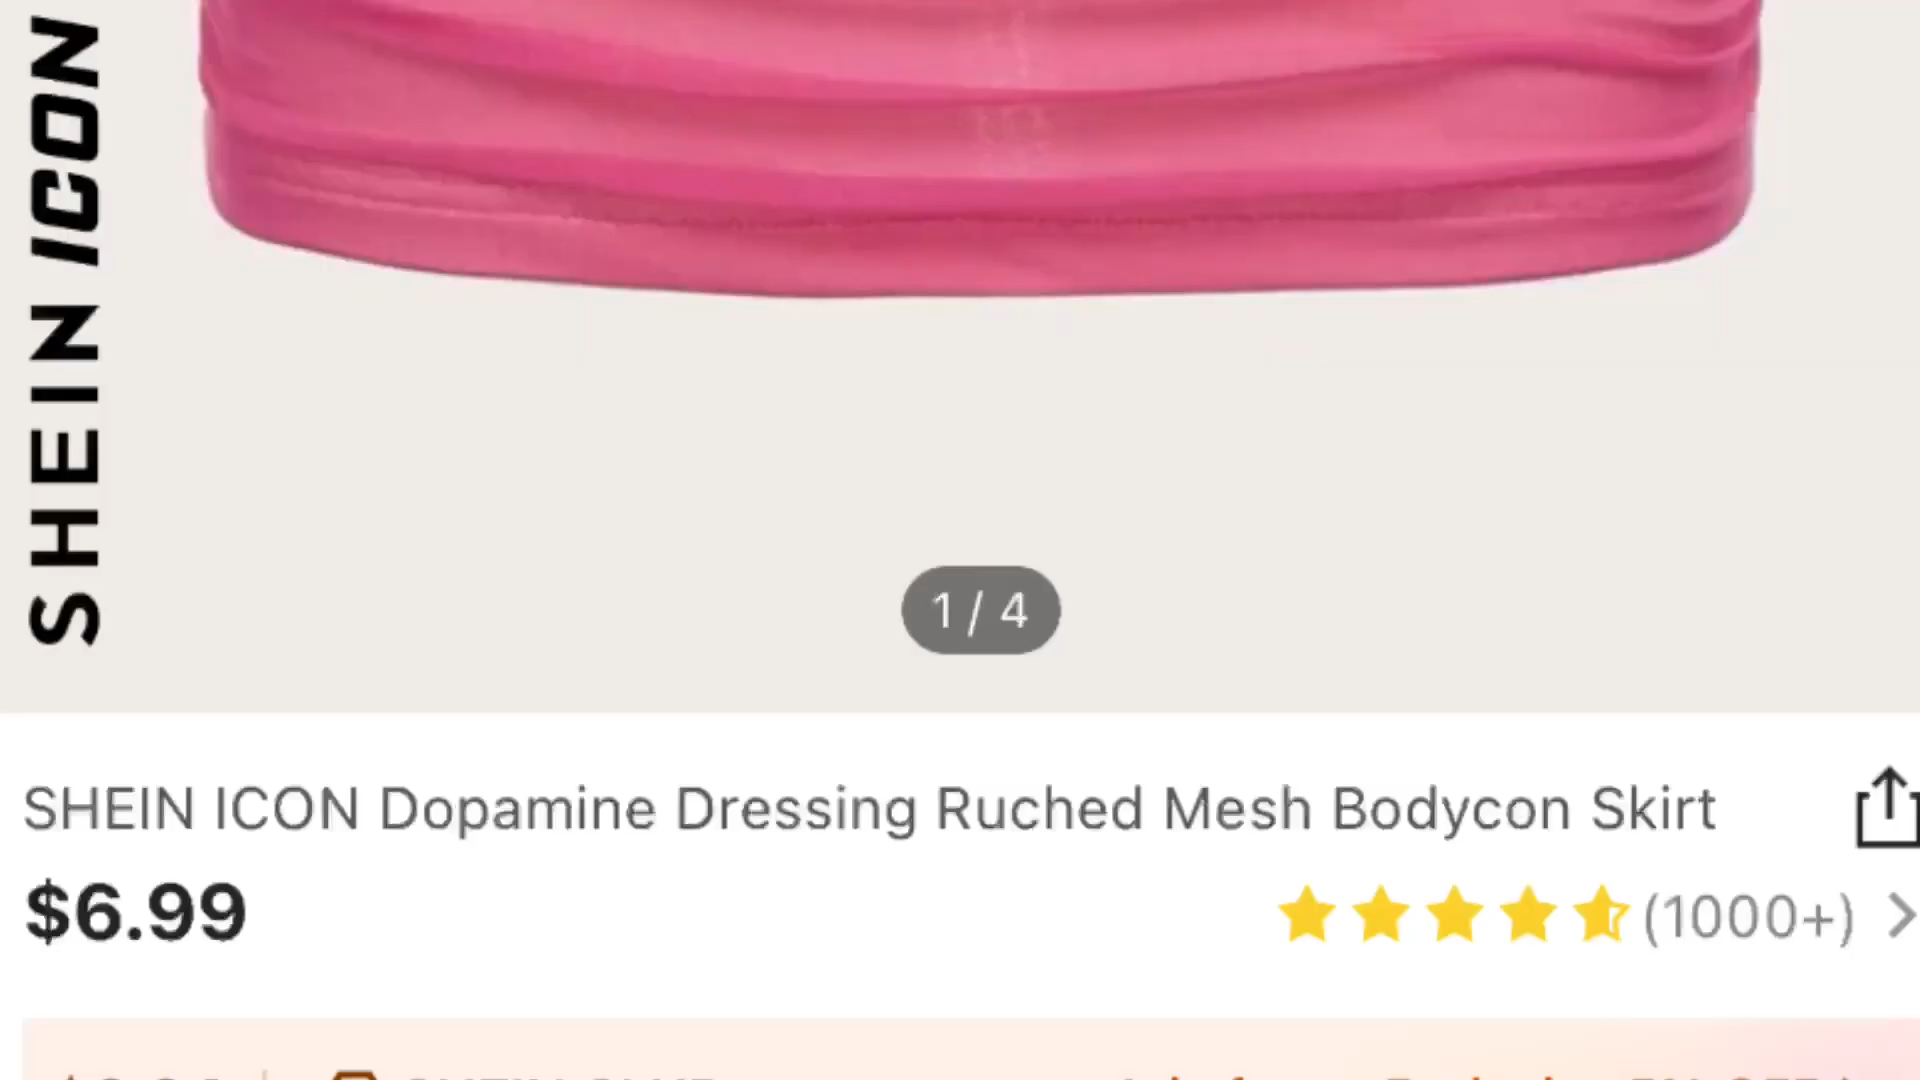 SHEIN ICON
1 / 4
SHEIN ICON Dopamine Dressing Ruched Mesh Bodycon Skirt
$6.99
(1000+)